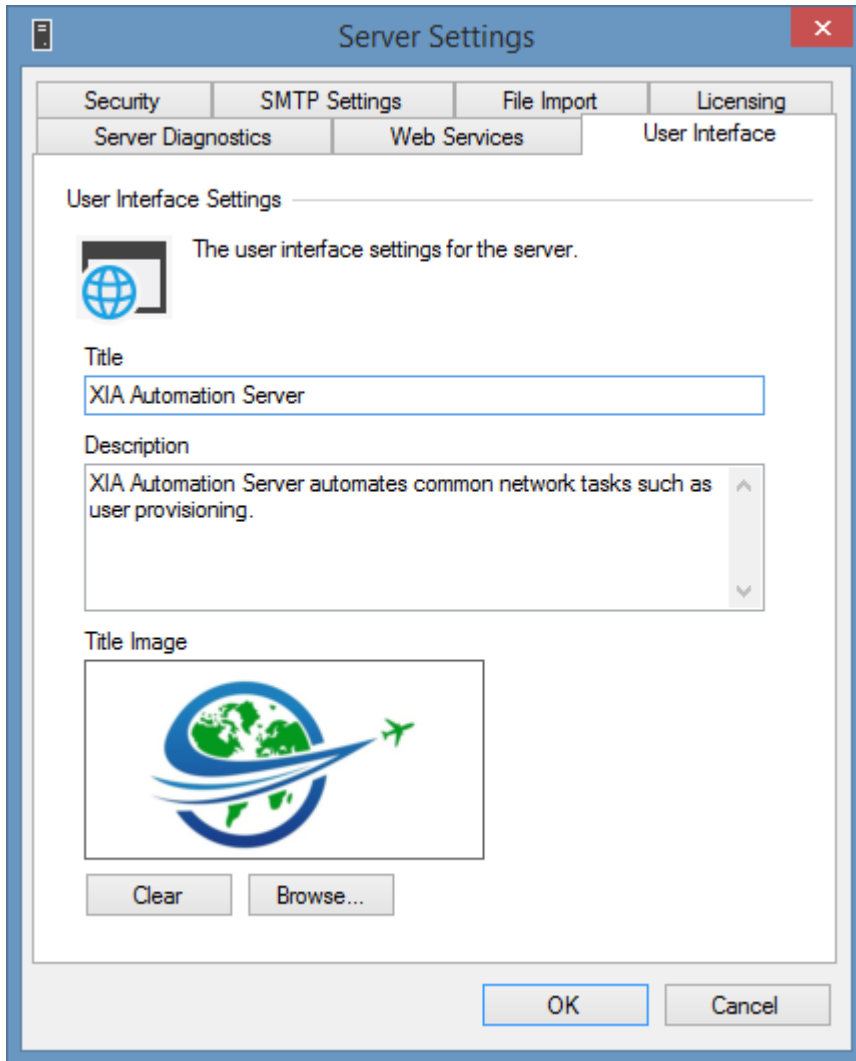 Server Settings
Security SMTP Settings File Import Licensing
Server Diagnostics Web Services User Interface
User Interface Settings
The user interface settings for the server.
Title
XIA Automation Server
Description
XIA Automation Server automates common network tasks such as
user provisioning.
Title Image
Clear Browse...
OK Cancel